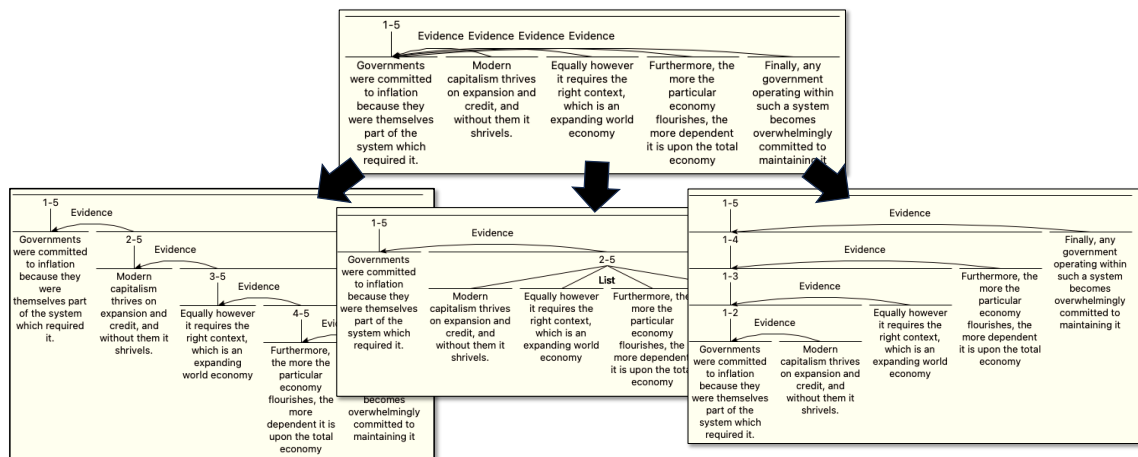 1-5
Evidence Evidence Evidence Evidence
Governments
were committed
to inflation
because they
were themselves
part of the
system which
required it.
Modern
capitalism thrives
on expansion and
credit, and
without them it
shrivels.
Equally however
it requires the
right context,
which is an
expanding world
economy
Furthermore, the
more the
particular
economy
flourishes, the
more dependent
it is upon the total
economy
Finally, any
government
operating within
such a system
becomes
overwhelmingly
committed to
maintaining it
1-5
Evidence
Governments
were committed
to inflation
because they
were
themselves part
of the system
which required
it.
2-5
Evidence
Modern
capitalism
thrives on
expansion and
credit, and
without them it
shrivels.
3-5
Evidence
Equally however
it requires the
right context,
which is an
expanding
world economy
4-5
Furthermore,
the more the
particular
economy
flourishes, the
more
dependent it is
upon the total
economy
becomes
overwhelmingly
committed to
maintaining it
1-5
Evidence
Governments
were committed
to inflation
because they
were themselves
part of the
system which
required it.
2-5
List
Modern
capitalism thrives
on expansion and
credit, and
without them it
shrivels.
Equally however
it requires the
right context,
which is an
expanding world
economy
Furthermore, the
more the
particular
economy
flourishes, the
more dependent
it is upon the total
economy
1-5
Evidence
1-4
Evidence
Finally, any
government
operating within
such a system
becomes
overwhelmingly
committed to
maintaining it
1-3
Evidence
Furthermore, the
more the
particular
economy
flourishes, the
more dependent
it is upon the total
economy
1-2
Evidence
Equally however
it requires the
right context,
which is an
expanding world
economy
Governments
were committed
to inflation
because they
were themselves
part of the
system which
required it.
Modern
capitalism thrives
on expansion and
credit, and
without them it
shrivels.